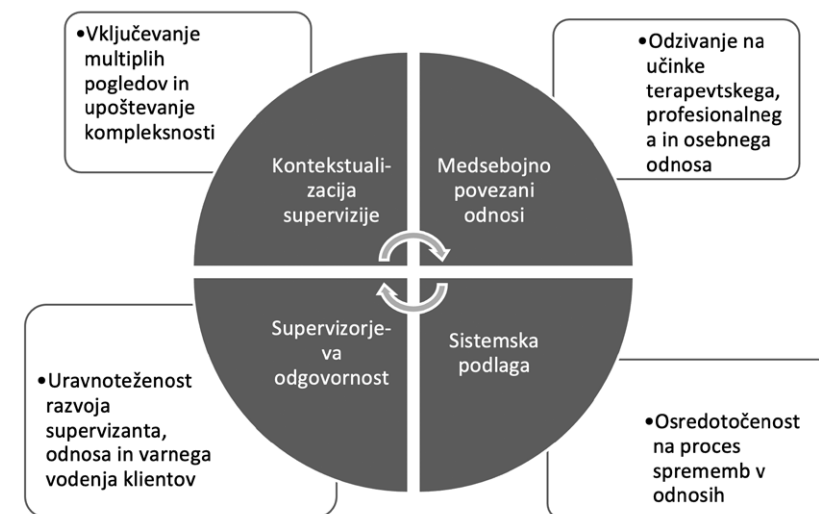 •Vključevanje
multiplih
pogledov in
upoštevanje
kompleksnosti
•Odzivanje na
učinke
terapevtskega,
profesionalneg
a in osebnega
odnosa
Kontekstuali-
zacija
supervizije
Medsebojno
povezani
odnosi
Supervizorje-
va
odgovornost
Sistemska
podlaga
•Uravnoteženost
razvoja
supervizanta,
odnosa in varnega
vodenja klientov
•Osredotočenost
na proces
sprememb v
odnosih